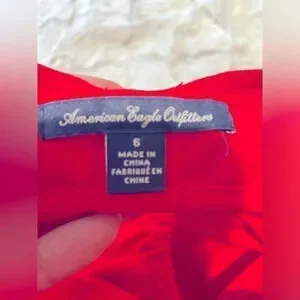 American Eagle Outfitters
6
MADE IN
CHINA
FABRIQUÉ EN
CHINE